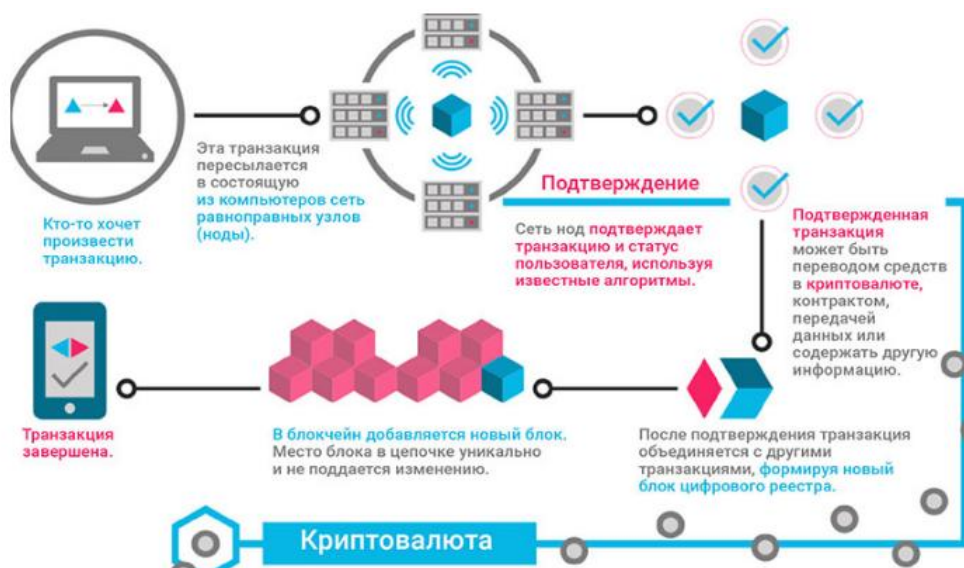 Кто-то хочет
произвести
транзакцию.
Эта транзакция
пересылается
в состоящую
из компьютеров сеть
равноправных узлов
(ноды).
Подтверждение
Сеть нод подтверждает
транзакцию и статус
пользователя, используя
известные алгоритмы.
Подтвержденная
транзакция
может быть
переводом средств
в криптовалюте,
контрактом,
передачей
данных или
содержать другую
информацию.
После подтверждения транзакция
объединяется с другими
транзакциями, формируя новый
блок цифрового реестра.
В блокчейн добавляется новый блок.
Место блока в цепочке уникально
и не поддается изменению.
Транзакция
завершена.
Криптовалюта